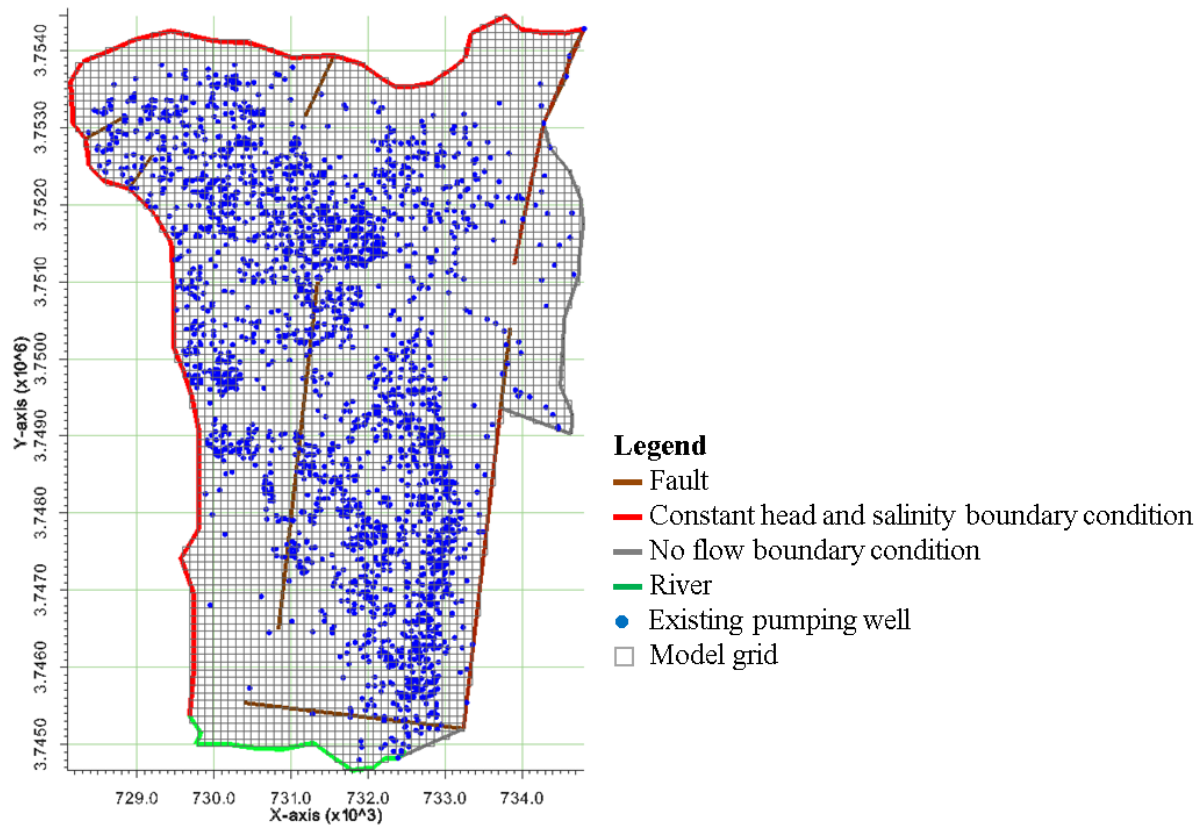 3.7540
3.7530
3.7520
3.7510
3.7500
3.7490
3.7480
3.7470
3.7460
3.7450
Y-axis (x10^6)
729.0 730.0 731.0 732.0 733.0 734.0
X-axis (x10^3)
Legend
Fault
Constant head and salinity boundary condition
No flow boundary condition
River
Existing pumping well
Model grid